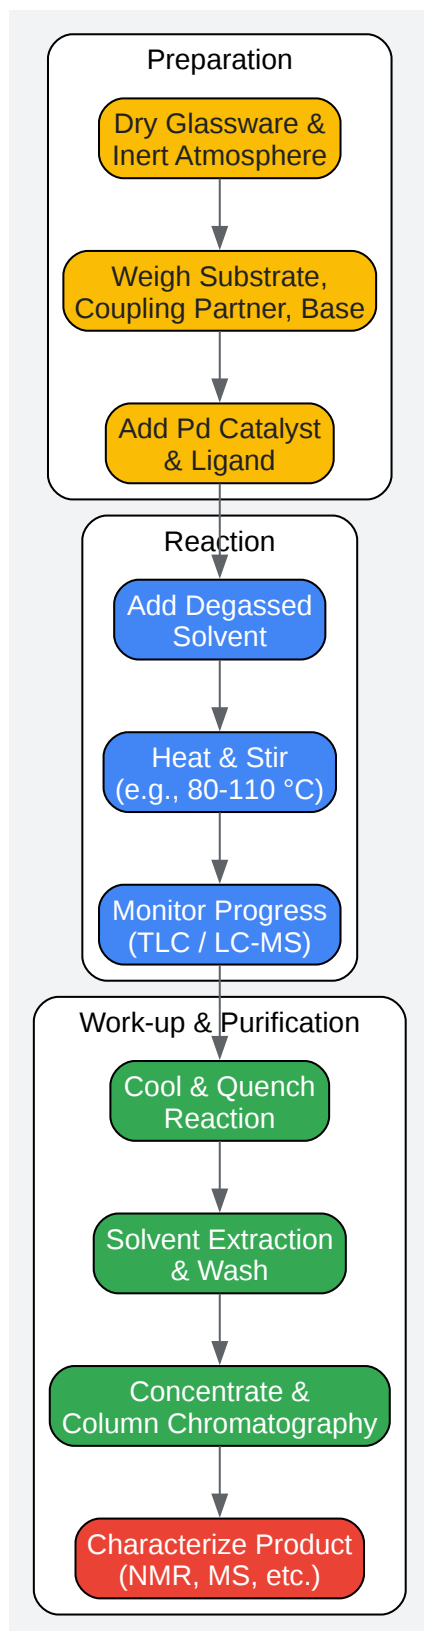 Preparation
Dry Glassware &
Inert Atmosphere
Weigh Substrate,
Coupling Partner, Base
Add Pd Catalyst
& Ligand
Reaction
Add Degassed
Solvent
Heat & Stir
(e.g., 80-110 °C)
Monitor Progress
(TLC / LC-MS)
Work-up & Purification
Cool & Quench
Reaction
Solvent Extraction
& Wash
Concentrate &
Column Chromatography
Characterize Product
(NMR, MS, etc.)